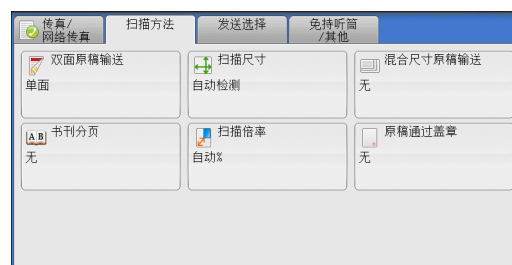 传真/
网络传真
扫描方法
发送选择
免持听筒
/其他
双面原稿输送
单面
扫描尺寸
自动检测
混合尺寸原稿输送
无
A B
书刊分页
无
扫描倍率
自动%
原稿通过盖章
无